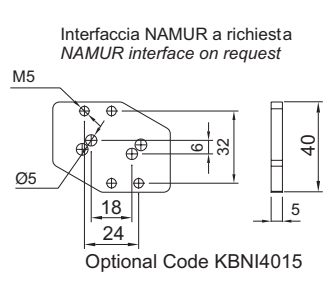 Interfaccia NAMUR a richiesta
NAMUR interface on request
M5
Ø5
6
32
40
18
5
24
Optional Code KBNI4015